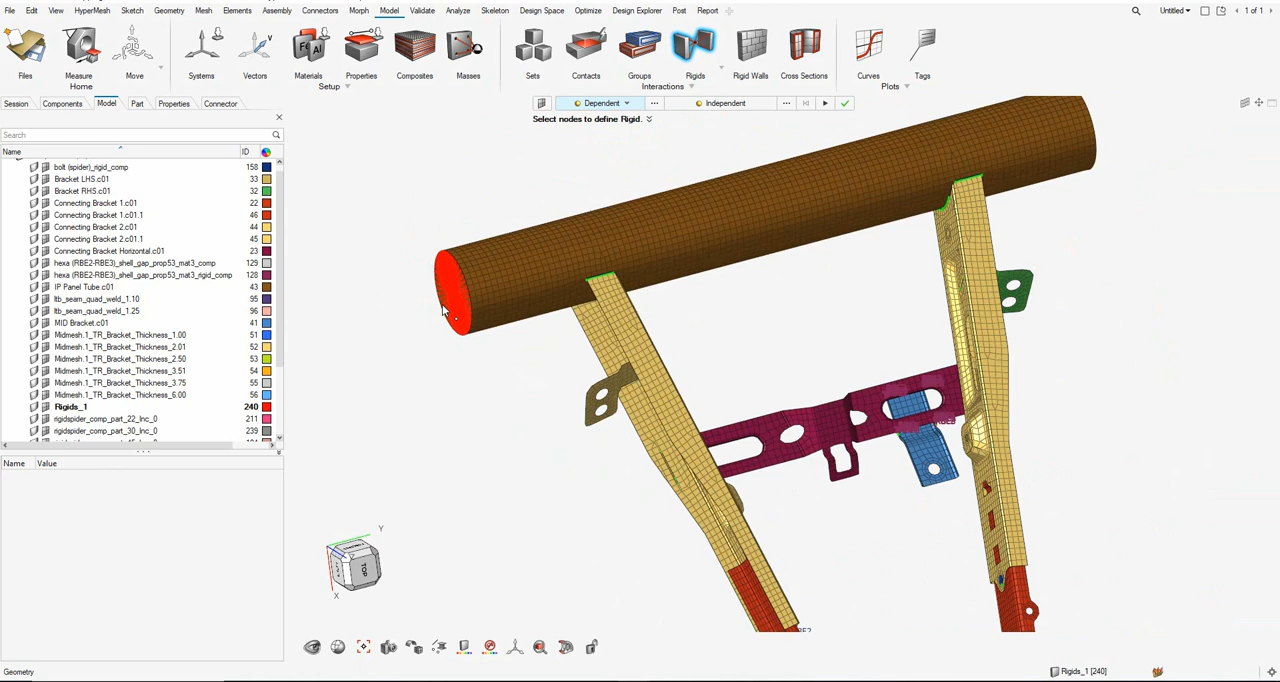 File Edit View HyperMesh Sketch Geometry Mesh Elements Assembly Connectors Morph Model Validate Analyze Skeleton Design Space Optimize Design Explorer Post Report Untitled 1 of 1
Files Measure Move Systems Vectors Materials Properties Composites Masses Sets Contacts Groups Rigids Rigid Walls Cross Sections Curves Tags
Home Setup Interactions Plots
Session Components Model Part Properties Connector
Dependent ... Independent ...
Select nodes to define Rigid.
Search
Name ID
bolt (spider)_rigid_comp 158
Bracket LHS.c01 33
Bracket RHS.c01 32
Connecting Bracket 1.c01 22
Connecting Bracket 1.c01.1 46
Connecting Bracket 2.c01 44
Connecting Bracket 2.c01.1 45
Connecting Bracket Horizontal.c01 23
hexa (RBE2-RBE3)_shell_gap_prop53_mat3_comp 129
hexa (RBE2-RBE3)_shell_gap_prop53_mat3_rigid_comp 128
IP Panel Tube.c01 43
ltb_seam_quad_weld_1.10 95
ltb_seam_quad_weld_1.25 96
MID Bracket.c01 41
Midmesh.1_TR_Bracket_Thickness_1.00 51
Midmesh.1_TR_Bracket_Thickness_2.01 52
Midmesh.1_TR_Bracket_Thickness_2.50 53
Midmesh.1_TR_Bracket_Thickness_3.51 54
Midmesh.1_TR_Bracket_Thickness_3.75 55
Midmesh.1_TR_Bracket_Thickness_6.00 56
Rigids_1 240
rigidspider_comp_part_22_Inc_0 211
rigidspider_comp_part_30_Inc_0 239
Name Value
Y
TOP
X
Geometry
Rigids_1 [240]